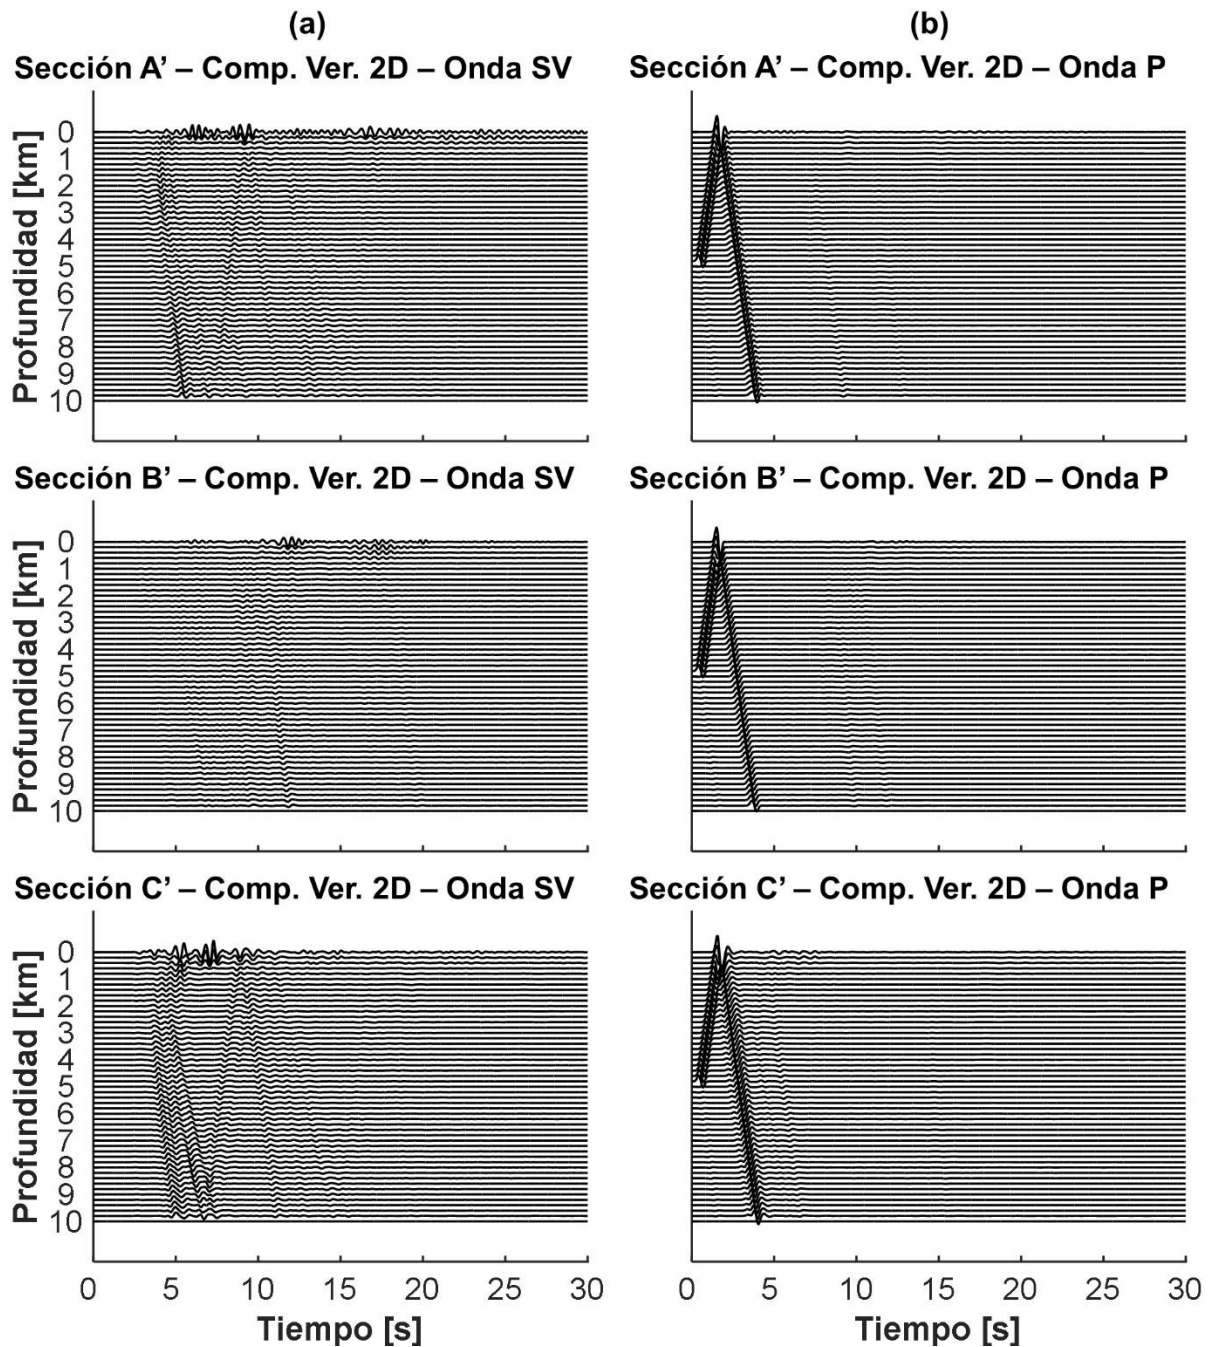 (a)
(b)
Sección A’ – Comp. Ver. 2D – Onda SV
Sección A’ – Comp. Ver. 2D – Onda P
Profundidad [km]
0
1
2
3
4
5
6
7
8
9
10
Sección B’ – Comp. Ver. 2D – Onda SV
Sección B’ – Comp. Ver. 2D – Onda P
Profundidad [km]
0
1
2
3
4
5
6
7
8
9
10
Sección C’ – Comp. Ver. 2D – Onda SV
Sección C’ – Comp. Ver. 2D – Onda P
Profundidad [km]
0
1
2
3
4
5
6
7
8
9
10
0 5 10 15 20 25 30
0 5 10 15 20 25 30
Tiempo [s]
Tiempo [s]